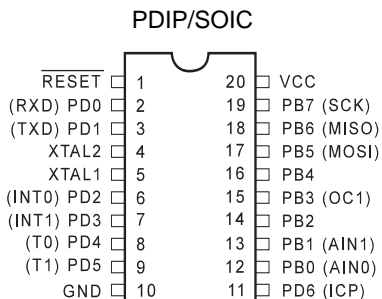 PDIP/SOIC
RESET 1 20 VCC
(RXD) PD0 2 19 PB7 (SCK)
(TXD) PD1 3 18 PB6 (MISO)
XTAL2 4 17 PB5 (MOSI)
XTAL1 5 16 PB4
(INT0) PD2 6 15 PB3 (OC1)
(INT1) PD3 7 14 PB2
(T0) PD4 8 13 PB1 (AIN1)
(T1) PD5 9 12 PB0 (AIN0)
GND 10 11 PD6 (ICP)